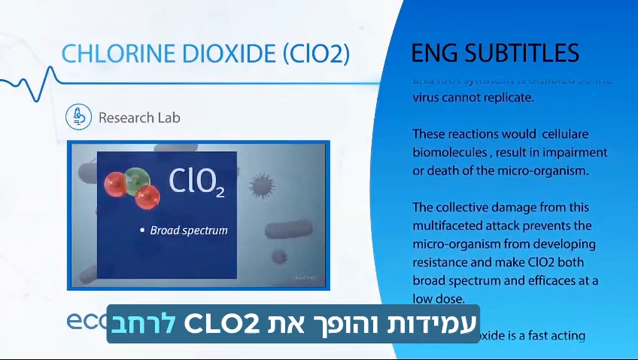 CHLORINE DIOXIDE (ClO2)
Research Lab
ClO2
• Broad spectrum
ENG SUBTITLES
virus cannot replicate.
These reactions would cellulare
biomolecules , result in impairment
or death of the micro-organism.
The collective damage from this
multifaceted attack prevents the
micro-organism from developing
resistance and make ClO2 both
broad spectrum and efficaces at a
low dose.
oxide is a fast acting
עמידות והופך את CLO2 לרחב